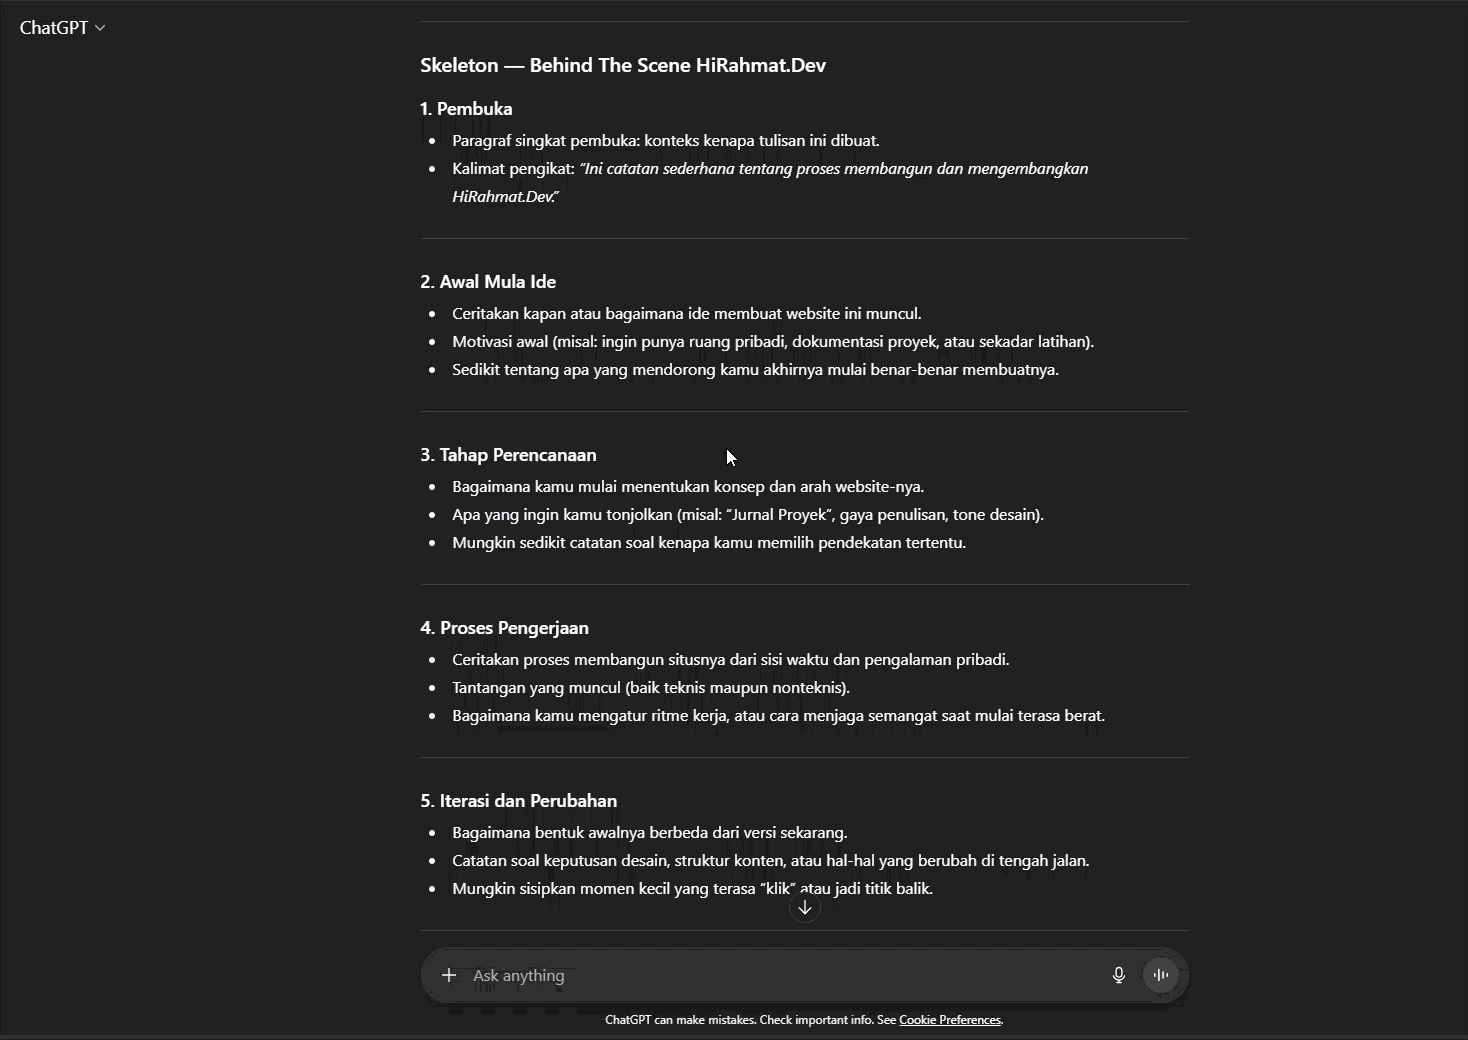 ChatGPT
Skeleton — Behind The Scene HiRahmat.Dev
1. Pembuka
• Paragraf singkat pembuka: konteks kenapa tulisan ini dibuat.
• Kalimat pengikat: “Ini catatan sederhana tentang proses membangun dan mengembangkan
HiRahmat.Dev.”
2. Awal Mula Ide
• Ceritakan kapan atau bagaimana ide membuat website ini muncul.
• Motivasi awal (misal: ingin punya ruang pribadi, dokumentasi proyek, atau sekadar latihan).
• Sedikit tentang apa yang mendorong kamu akhirnya mulai benar-benar membuatnya.
3. Tahap Perencanaan
• Bagaimana kamu mulai menentukan konsep dan arah website-nya.
• Apa yang ingin kamu tonjolkan (misal: “Jurnal Proyek”, gaya penulisan, tone desain).
• Mungkin sedikit catatan soal kenapa kamu memilih pendekatan tertentu.
4. Proses Pengerjaan
• Ceritakan proses membangun situsnya dari sisi waktu dan pengalaman pribadi.
• Tantangan yang muncul (baik teknis maupun nonteknis).
• Bagaimana kamu mengatur ritme kerja, atau cara menjaga semangat saat mulai terasa berat.
5. Iterasi dan Perubahan
• Bagaimana bentuk awalnya berbeda dari versi sekarang.
• Catatan soal keputusan desain, struktur konten, atau hal-hal yang berubah di tengah jalan.
• Mungkin sisipkan momen kecil yang terasa “klik” atau jadi titik balik.
Ask anything
ChatGPT can make mistakes. Check important info. See Cookie Preferences.